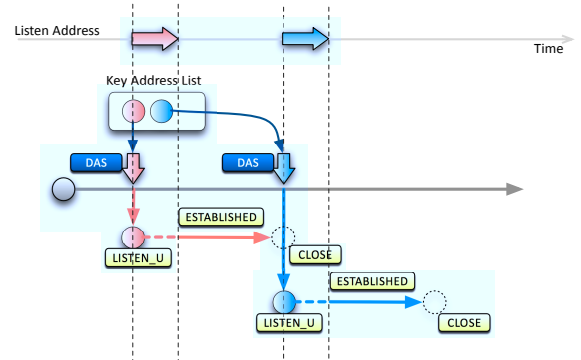 Listen Address
Time
Key Address List
DAS
DAS
ESTABLISHED
LISTEN_U
CLOSE
ESTABLISHED
LISTEN_U
CLOSE